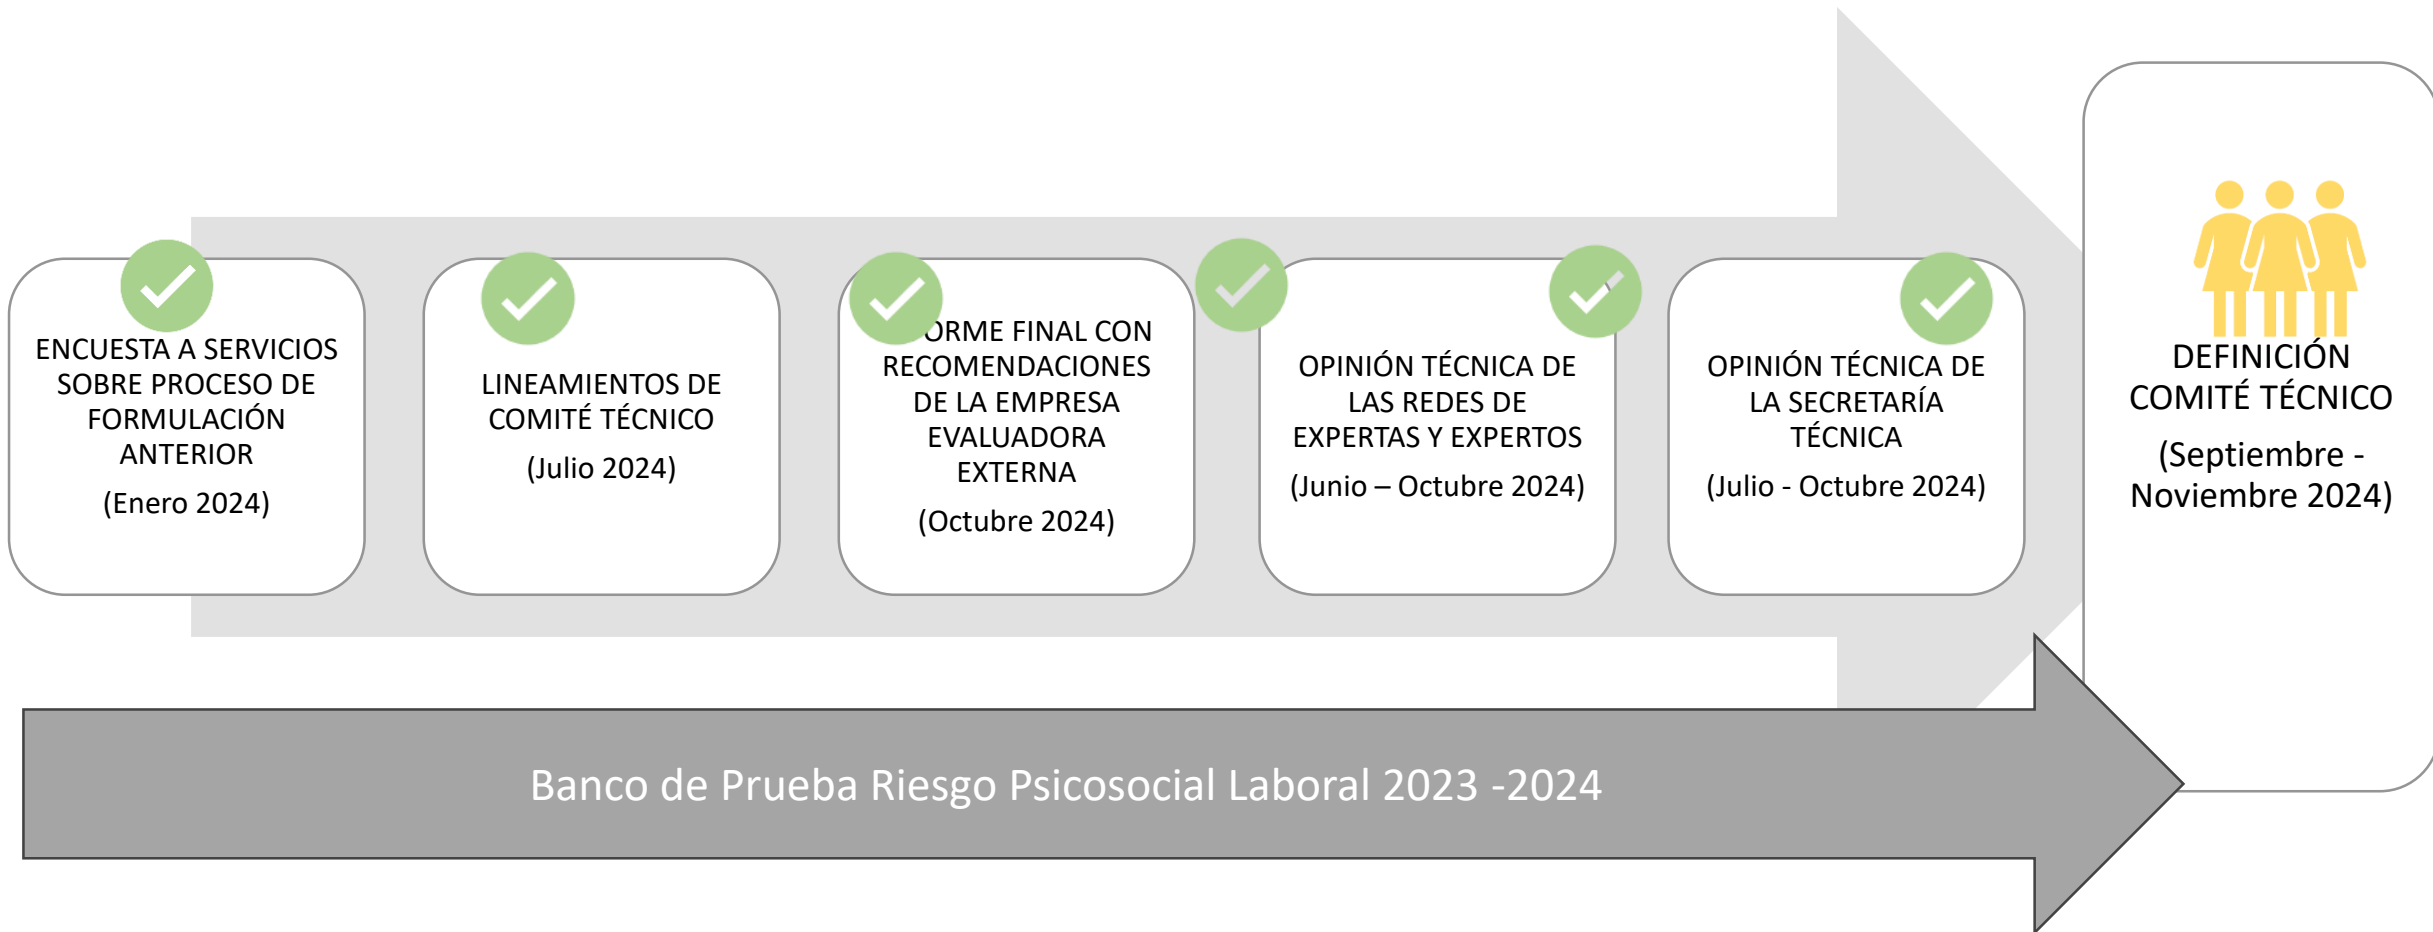 ENCUESTA A SERVICIOS
SOBRE PROCESO DE
FORMULACIÓN
ANTERIOR
(Enero 2024)
LINEAMIENTOS DE
COMITÉ TÉCNICO
(Julio 2024)
ORME FINAL CON
RECOMENDACIONES
DE LA EMPRESA
EVALUADORA
EXTERNA
(Octubre 2024)
OPINIÓN TÉCNICA DE
LAS REDES DE
EXPERTAS Y EXPERTOS
(Junio – Octubre 2024)
OPINIÓN TÉCNICA DE
LA SECRETARÍA
TÉCNICA
(Julio - Octubre 2024)
DEFINICIÓN
COMITÉ TÉCNICO
(Septiembre -
Noviembre 2024)
Banco de Prueba Riesgo Psicosocial Laboral 2023 -2024